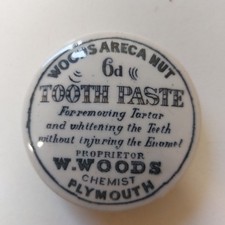 WOODS ARECA NUT
6d
TOOTH PASTE
For removing Tartar
and whitening the Teeth
without injuring the Enamel
PROPRIETOR
W. WOODS
CHEMIST
PLYMOUTH